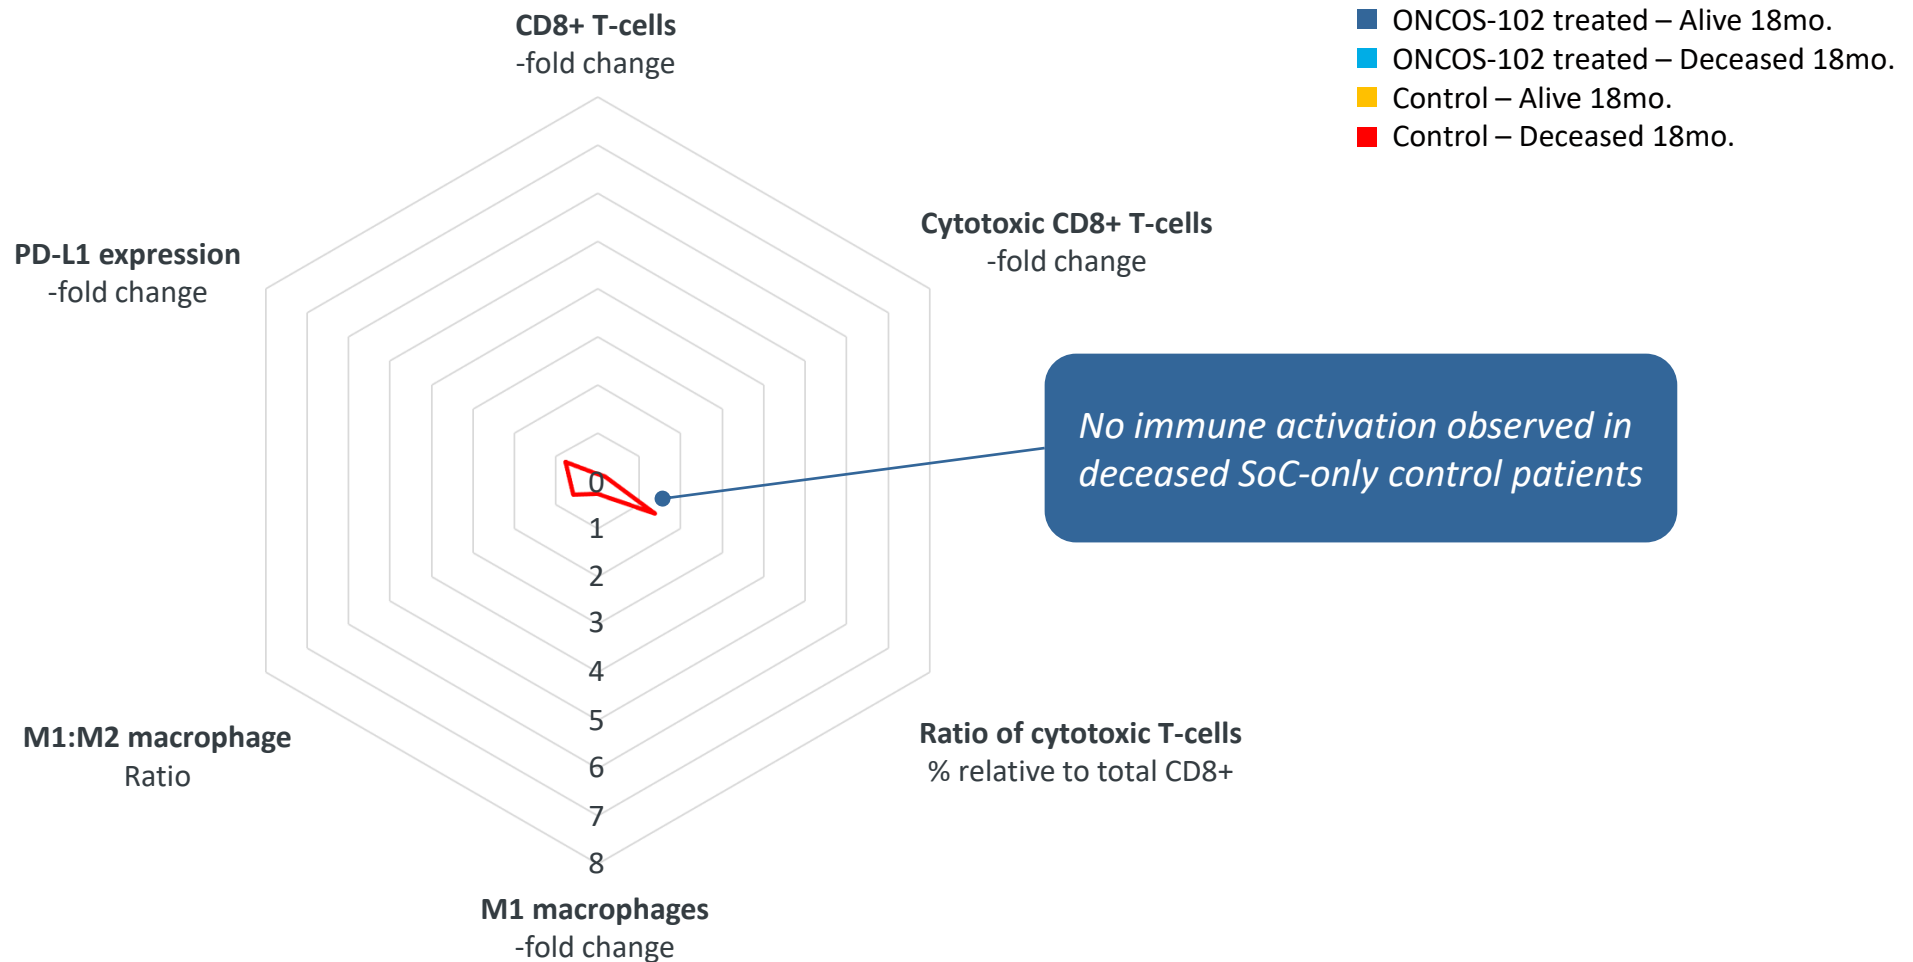 CD8+ T-cells
-fold change
ONCOS-102 treated – Alive 18mo.
ONCOS-102 treated – Deceased 18mo.
Control – Alive 18mo.
Control – Deceased 18mo.
Cytotoxic CD8+ T-cells
-fold change
PD-L1 expression
-fold change
No immune activation observed in
deceased SoC-only control patients
0
1
2
3
4
5
6
7
8
M1:M2 macrophage
Ratio
Ratio of cytotoxic T-cells
% relative to total CD8+
M1 macrophages
-fold change